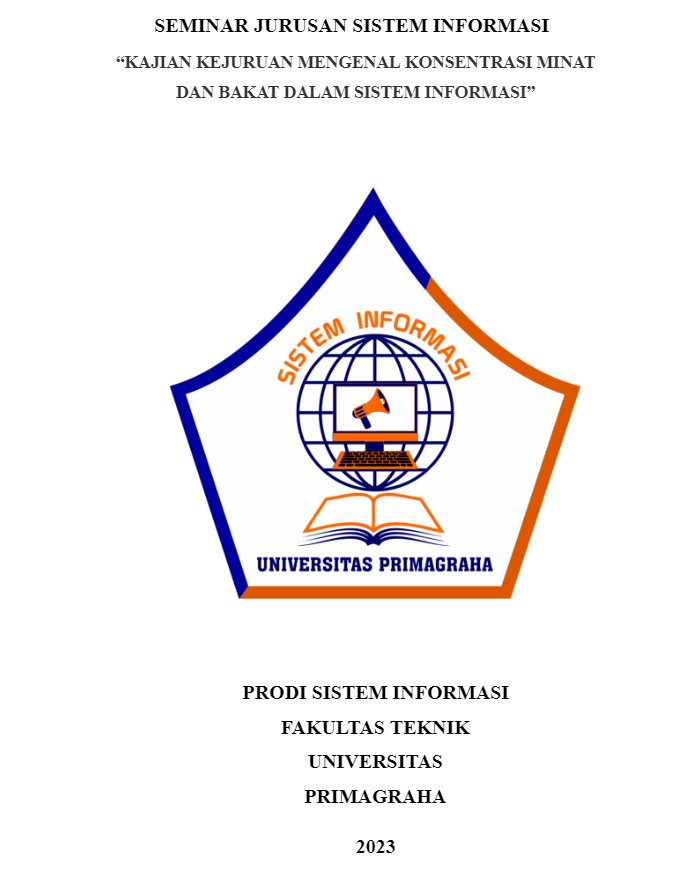 SEMINAR JURUSAN SISTEM INFORMASI
“KAJIAN KEJURUAN MENGENAL KONSENTRASI MINAT
DAN BAKAT DALAM SISTEM INFORMASI”
SISTEM INFORMASI
UNIVERSITAS PRIMAGRAHA
PRODI SISTEM INFORMASI
FAKULTAS TEKNIK
UNIVERSITAS
PRIMAGRAHA
2023